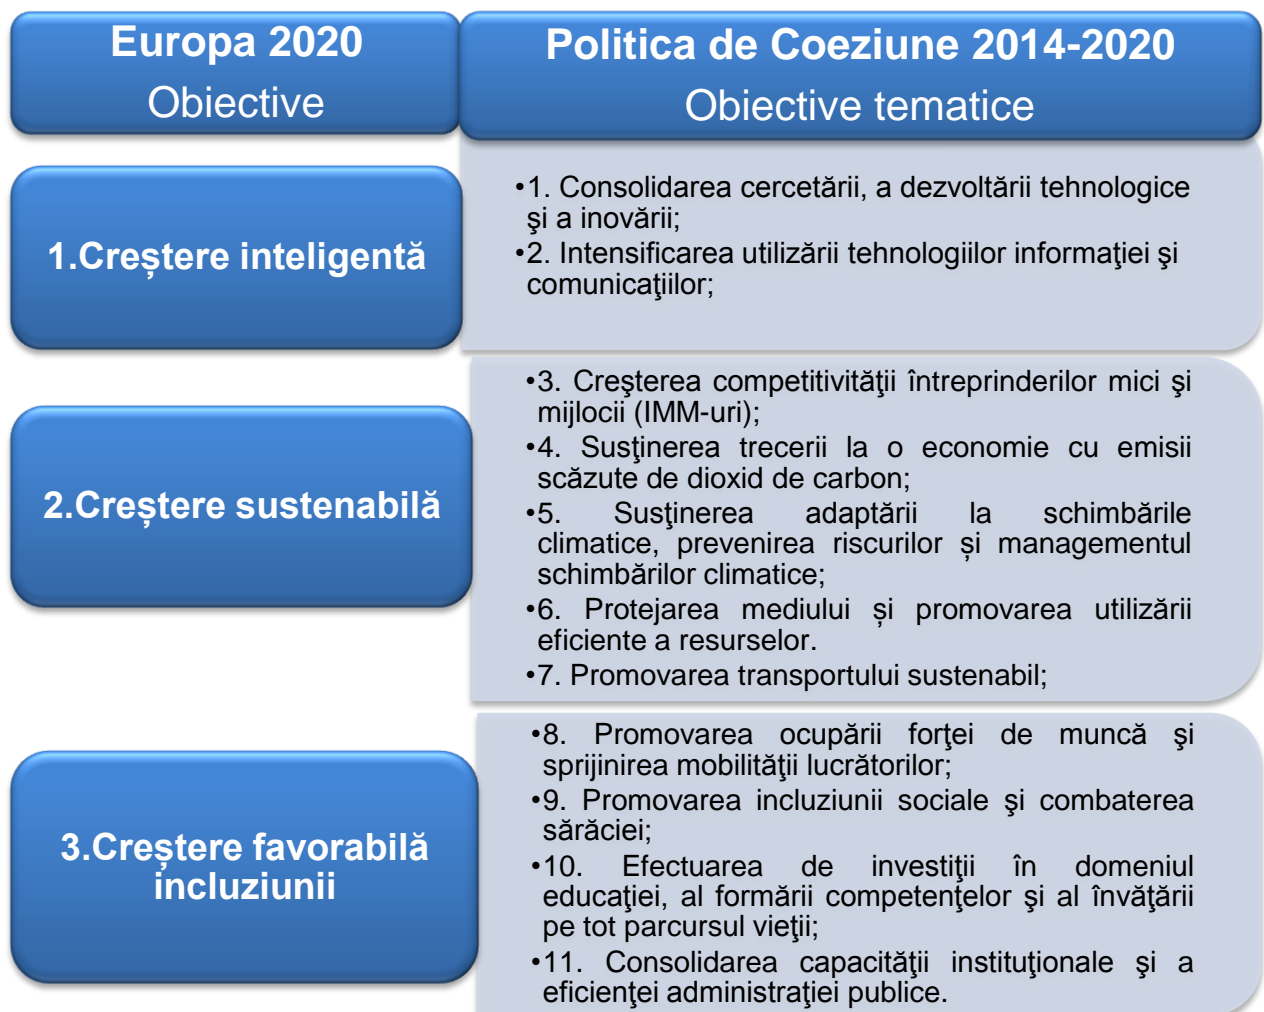 Europa 2020
Obiective
Politica de Coeziune 2014-2020
Obiective tematice
1.Creștere inteligentă
•1. Consolidarea cercetării, a dezvoltării tehnologice
şi a inovării;
•2. Intensificarea utilizării tehnologiilor informaţiei şi
comunicaţiilor;
2.Creștere sustenabilă
•3. Creşterea competitivităţii întreprinderilor mici şi
mijlocii (IMM-uri);
•4. Susţinerea trecerii la o economie cu emisii
scăzute de dioxid de carbon;
•5. Susţinerea adaptării la schimbările
climatice, prevenirea riscurilor și managementul
schimbărilor climatice;
•6. Protejarea mediului și promovarea utilizării
eficiente a resurselor.
•7. Promovarea transportului sustenabil;
3.Creștere favorabilă
incluziunii
•8. Promovarea ocupării forţei de muncă şi
sprijinirea mobilităţii lucrătorilor;
•9. Promovarea incluziunii sociale şi combaterea
sărăciei;
•10. Efectuarea de investiţii în domeniul
educaţiei, al formării competenţelor şi al învăţării
pe tot parcursul vieţii;
•11. Consolidarea capacităţii instituţionale şi a
eficienţei administraţiei publice.